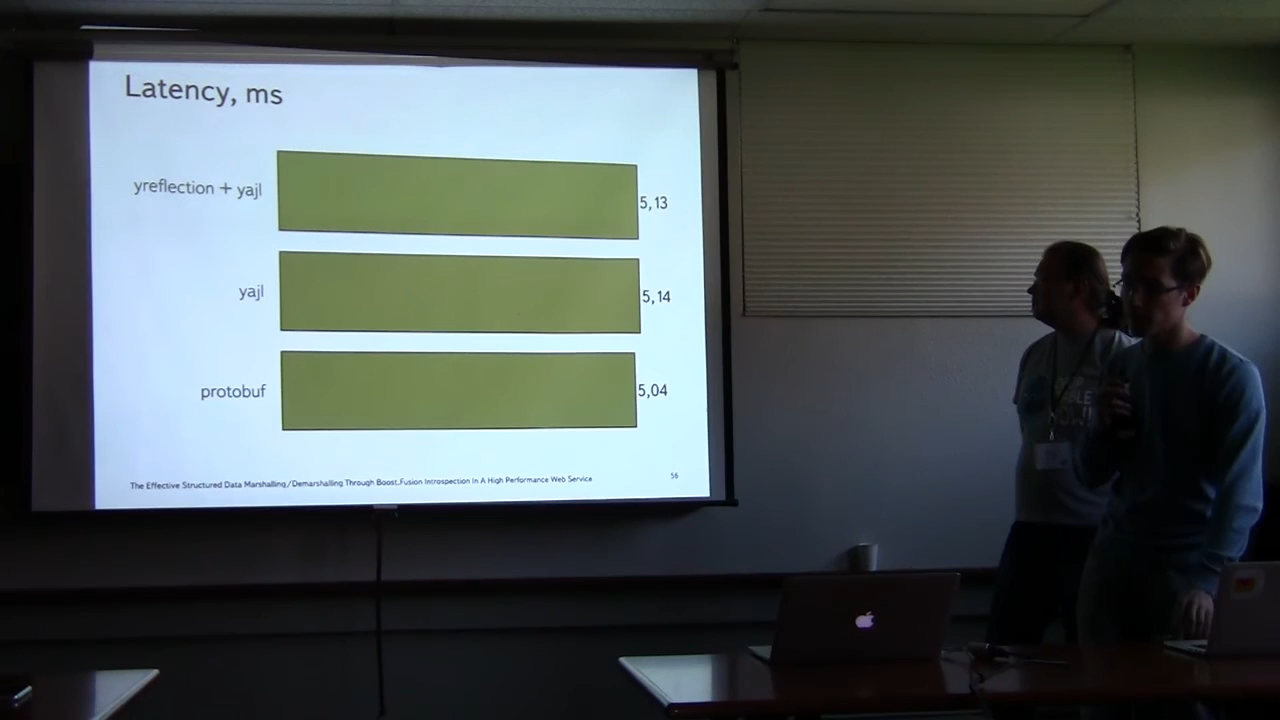 Latency, ms
yreflection + yajl
5,13
yajl
5,14
protobuf
5,04
The Effective Structured Data Marshalling/Demarshalling Through Boost.Fusion Introspection In A High Performance Web Service
56